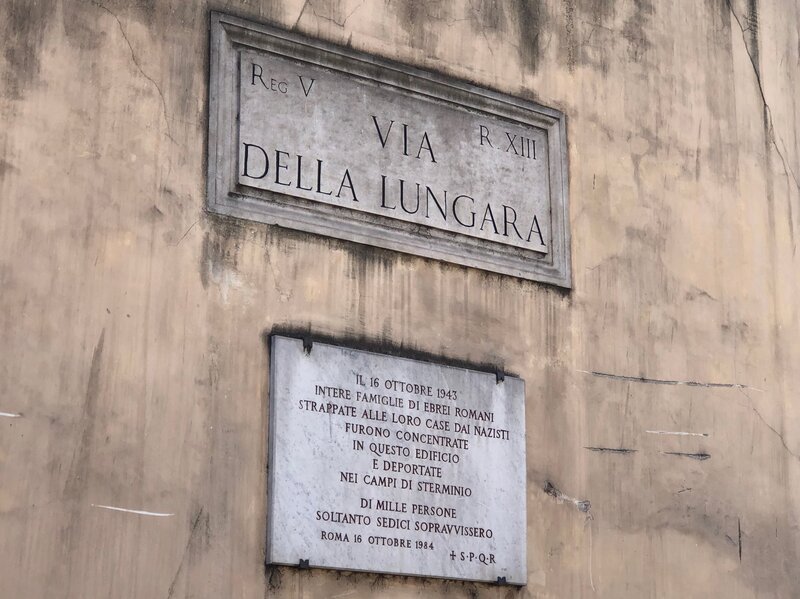 REG V
R. XIII
VIA
DELLA LUNGARA
IL 16 OTTOBRE 1943
INTERE FAMIGLIE DI EBREI ROMANI
STRAPPATE ALLE LORO CASE DAI NAZISTI
FURONO CONCENTRATE
IN QUESTO EDIFICIO
E DEPORTATE
NEI CAMPI DI STERMINIO
DI MILLE PERSONE
SOLTANTO SEDICI SOPRAVVISSERO
ROMA 16 OTTOBRE 1984
+ S·P·Q·R